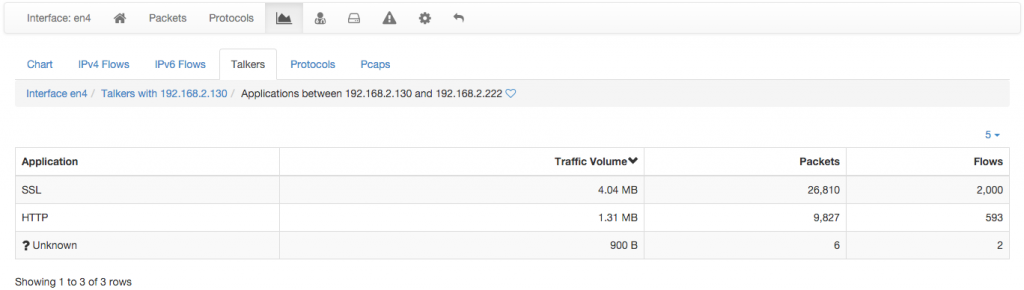 Interface: en4 Packets Protocols
Chart IPv4 Flows IPv6 Flows Talkers Protocols Pcaps
Interface en4 / Talkers with 192.168.2.130 / Applications between 192.168.2.130 and 192.168.2.222
5
Application Traffic Volume Packets Flows
SSL 4.04 MB 26,810 2,000
HTTP 1.31 MB 9,827 593
? Unknown 900 B 6 2
Showing 1 to 3 of 3 rows